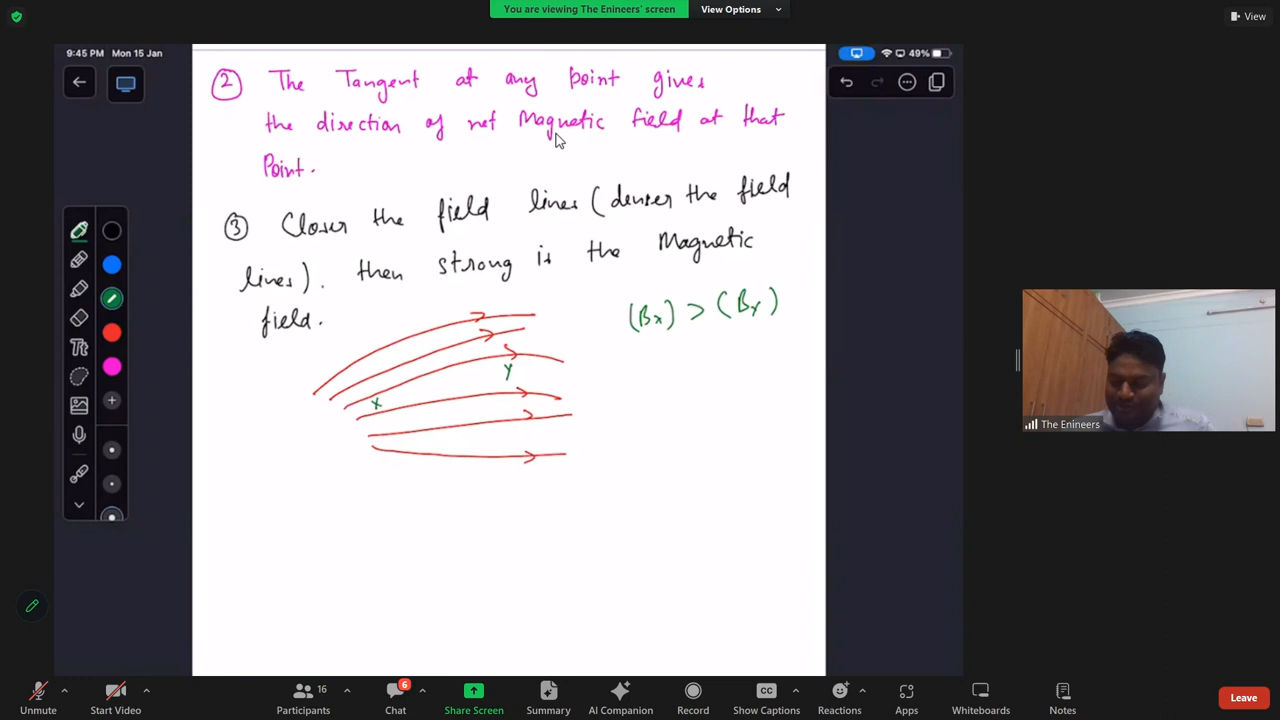 You are viewing The Enineers' screen
View Options
View
9:45 PM Mon 15 Jan
49%
② The Tangent at any point gives
the direction of net Magnetic field at that
Point.
③ Closer the field lines (denser the field
lines). then strong is the Magnetic
field.
(Bx) > (By)
Y
x
The Enineers
Unmute
Start Video
16
Participants
6
Chat
Share Screen
Summary
AI Companion
Record
CC
Show Captions
Reactions
Apps
Whiteboards
Notes
Leave